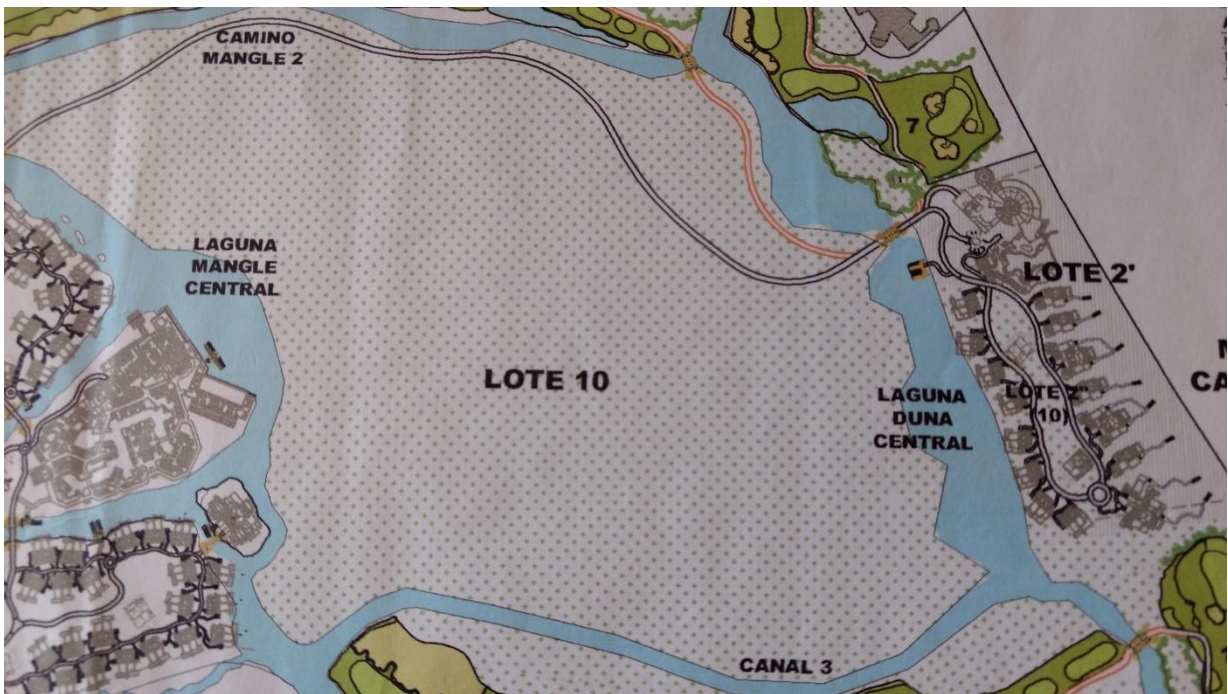 CAMINO
MANGLE 2
7
LAGUNA
MANGLE
CENTRAL
LOTE 2'
LOTE 10
LAGUNA
DUNA
CENTRAL
LOTE 2"
(10)
CANAL 3